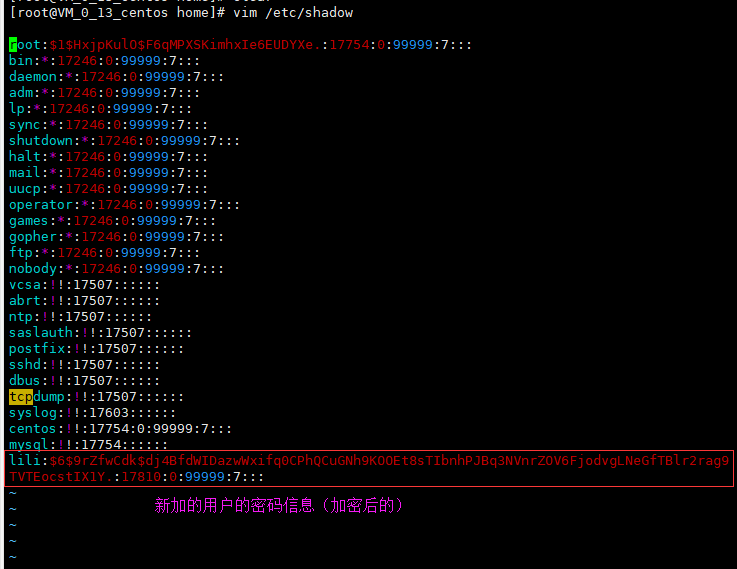 [root@VM_0_13_centos home]# vim /etc/shadow
root:$1$HxjpKulO$F6qMPXSKimhxIe6EUDYXe.:17754:0:99999:7:::
bin:*:17246:0:99999:7:::
daemon:*:17246:0:99999:7:::
adm:*:17246:0:99999:7:::
lp:*:17246:0:99999:7:::
sync:*:17246:0:99999:7:::
shutdown:*:17246:0:99999:7:::
halt:*:17246:0:99999:7:::
mail:*:17246:0:99999:7:::
uucp:*:17246:0:99999:7:::
operator:*:17246:0:99999:7:::
games:*:17246:0:99999:7:::
gopher:*:17246:0:99999:7:::
ftp:*:17246:0:99999:7:::
nobody:*:17246:0:99999:7:::
vcsa:!!:17507::::::
abrt:!!:17507::::::
ntp:!!:17507::::::
saslauth:!!:17507::::::
postfix:!!:17507::::::
sshd:!!:17507::::::
dbus:!!:17507::::::
tcpdump:!!:17507::::::
syslog:!!:17603::::::
centos:!!:17754:0:99999:7:::
mysql:!!:17754::::::
lili:$6$9rZfwCdk$dj4BfdWIDazwWxifq0CPhQCuGNh9KQOEt8sTIbnhPJBq3NVnrZOV6FjodvgLNeGfTBlr2rag9
TVTEocstIX1Y.:17810:0:99999:7:::
~
~
新加的用户的密码信息（加密后的）
~
~
~